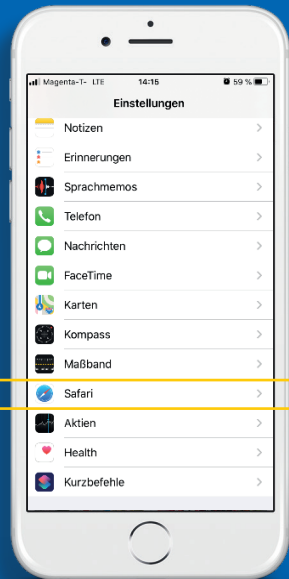 Magenta-T- LTE 14:15 59 %
Einstellungen
Notizen
Erinnerungen
Sprachmemos
Telefon
Nachrichten
FaceTime
Karten
Kompass
Maßband
Safari
Aktien
Health
Kurzbefehle